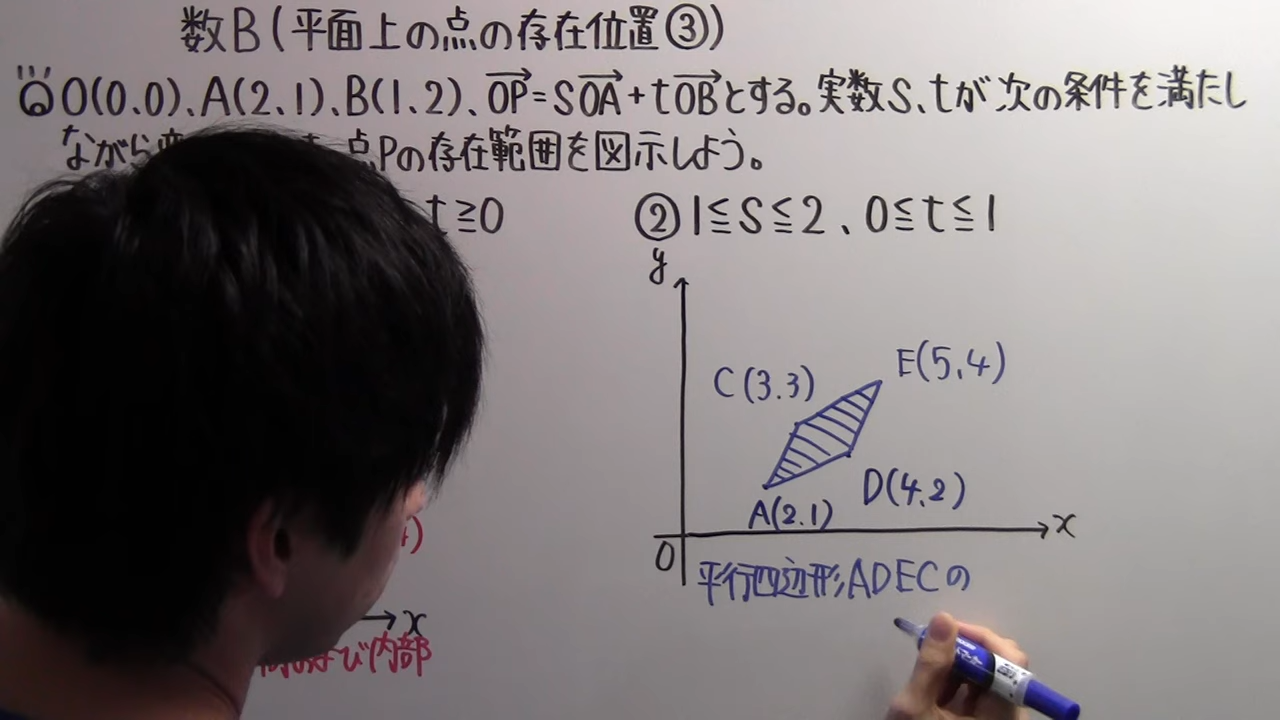 数B(平面上の点の存在位置③)
O(0.0)、A(2.1)、B(1.2)、OP=SOA+tOBとする。実数S、tが次の条件を満たし
ながら 点Pの存在範囲を図示しよう。
t≧0
②1≦S≦2、0≦t≦1
y
E(5.4)
C(3.3)
D(4.2)
A(2.1)
x
O
平行四辺形ADECの
x
および内部